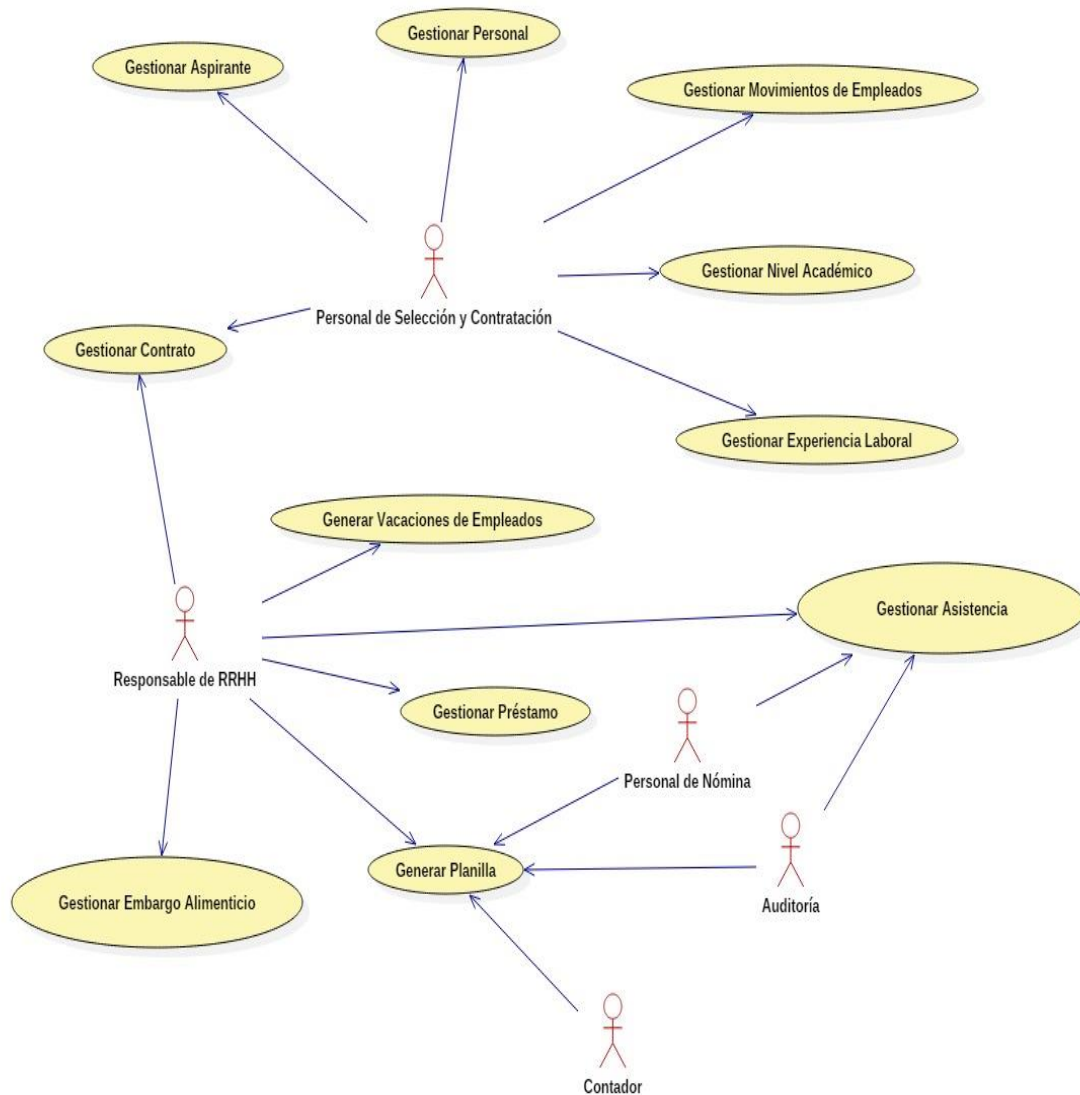 Gestionar Personal
Gestionar Aspirante
Gestionar Movimientos de Empleados
Gestionar Nivel Académico
Personal de Selección y Contratación
Gestionar Contrato
Gestionar Experiencia Laboral
Generar Vacaciones de Empleados
Gestionar Asistencia
Responsable de RRHH
Gestionar Préstamo
Personal de Nómina
Generar Planilla
Gestionar Embargo Alimenticio
Auditoría
Contador